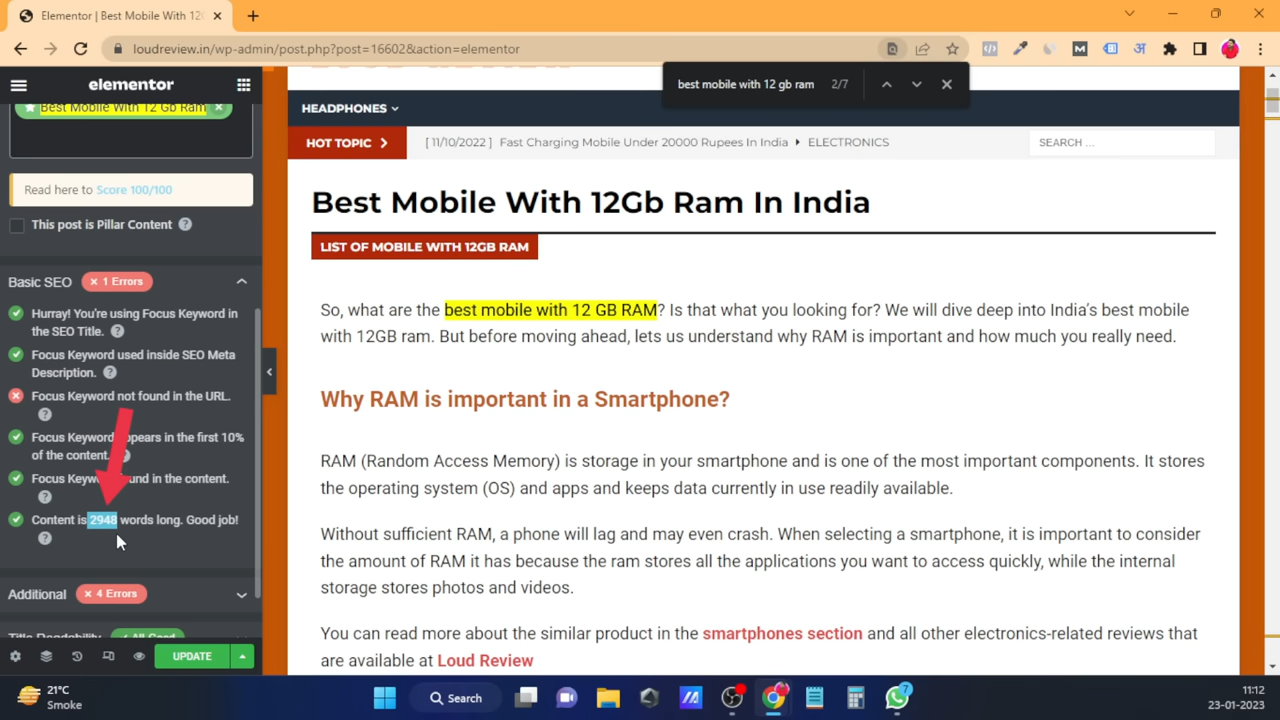 Elementor | Best Mobile With 12G
loudreview.in/wp-admin/post.php?post=16602&action=elementor
elementor
best mobile with 12 gb ram 2/7
Best Mobile With 12 Gb Ram
HEADPHONES
Read here to Score 100/100
HOT TOPIC
[ 11/10/2022 ] Fast Charging Mobile Under 20000 Rupees In India ELECTRONICS
SEARCH ...
This post is Pillar Content
Best Mobile With 12Gb Ram In India
LIST OF MOBILE WITH 12GB RAM
Basic SEO 1 Errors
Hurray! You're using Focus Keyword in
the SEO Title.
Focus Keyword used inside SEO Meta
Description.
Focus Keyword not found in the URL.
Focus Keyword appears in the first 10%
of the content.
Focus Keyword found in the content.
Content is 2948 words long. Good job!
Additional 4 Errors
Title Readability All Good
UPDATE
So, what are the best mobile with 12 GB RAM? Is that what you looking for? We will dive deep into India's best mobile
with 12GB ram. But before moving ahead, lets us understand why RAM is important and how much you really need.
Why RAM is important in a Smartphone?
RAM (Random Access Memory) is storage in your smartphone and is one of the most important components. It stores
the operating system (OS) and apps and keeps data currently in use readily available.
Without sufficient RAM, a phone will lag and may even crash. When selecting a smartphone, it is important to consider
the amount of RAM it has because the ram stores all the applications you want to access quickly, while the internal
storage stores photos and videos.
You can read more about the similar product in the smartphones section and all other electronics-related reviews that
are available at Loud Review
21°C
Smoke
Search
7
11:12
23-01-2023